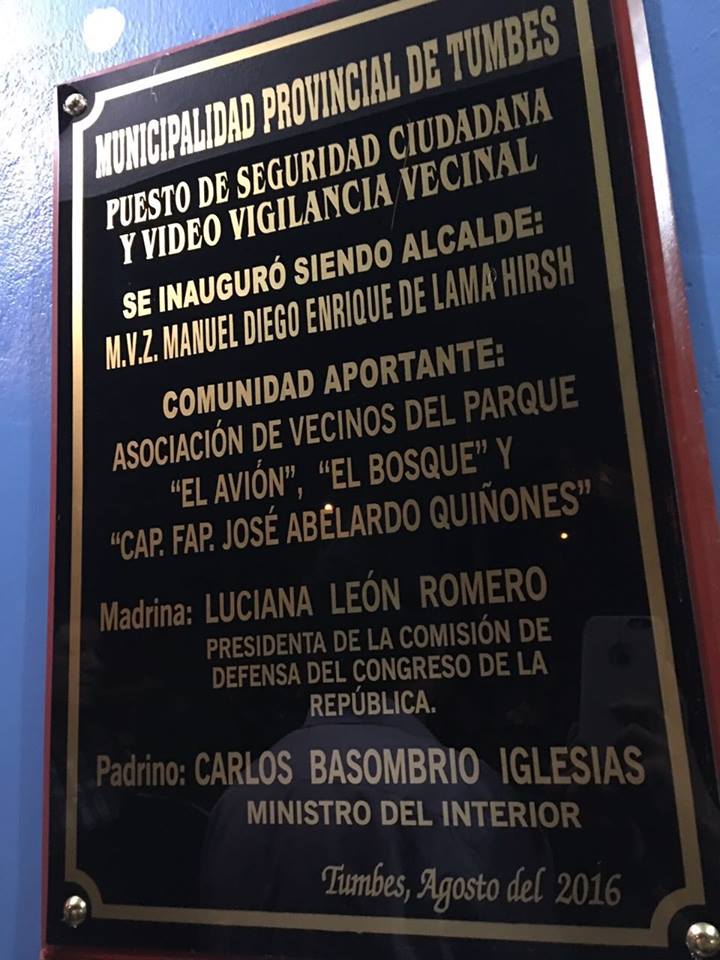 MUNICIPALIDAD PROVINCIAL DE TUMBES
PUESTO DE SEGURIDAD CIUDADANA
Y VIDEO VIGILANCIA VECINAL
SE INAUGURÓ SIENDO ALCALDE:
M.V.Z. MANUEL DIEGO ENRIQUE DE LAMA HIRSH
COMUNIDAD APORTANTE:
ASOCIACIÓN DE VECINOS DEL PARQUE
"EL AVIÓN", "EL BOSQUE" Y
"CAP. FAP. JOSÉ ABELARDO QUIÑONES"
Madrina: LUCIANA LEÓN ROMERO
PRESIDENTA DE LA COMISIÓN DE
DEFENSA DEL CONGRESO DE LA
REPÚBLICA.
Padrino: CARLOS BASOMBRIO IGLESIAS
MINISTRO DEL INTERIOR
Tumbes, Agosto del 2016